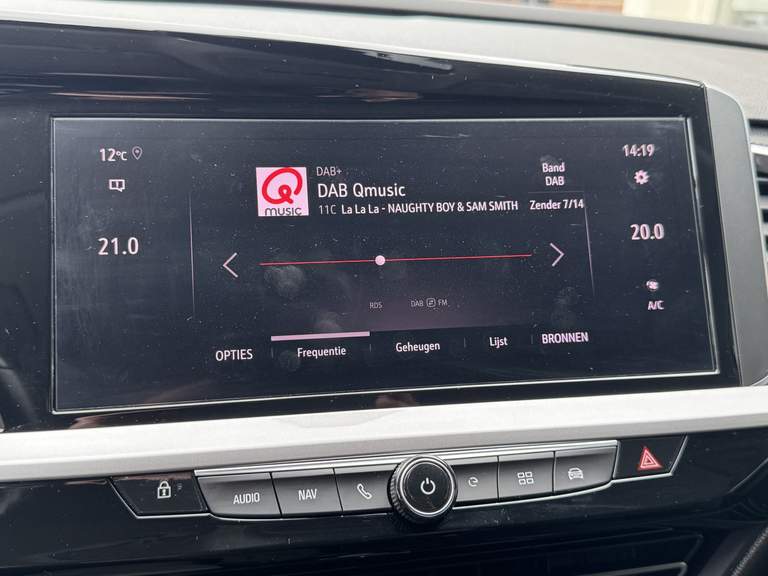 12°C
14:19
DAB+
Band
DAB
DAB Qmusic
MUSIC
11C La La La - NAUGHTY BOY & SAM SMITH
Zender 7/14
21.0
20.0
RDS
DAB FM
A/C
OPTIES
Frequentie
Geheugen
Lijst
BRONNEN
AUDIO
NAV